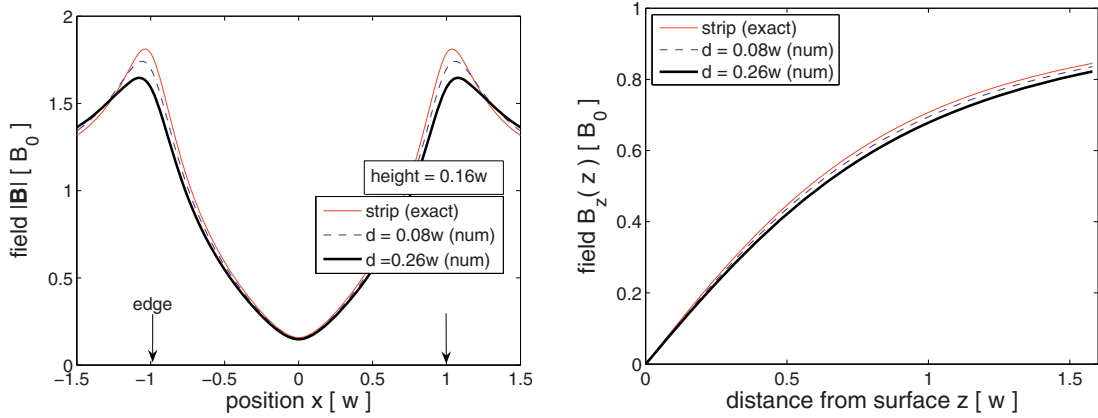 2
1.5
1
0.5
0
field |B| [ B0 ]
height = 0.16w
strip (exact)
d = 0.08w (num)
d =0.26w (num)
edge
−1.5 −1 −0.5 0 0.5 1 1.5
position x [ w ]
1
0.8
0.6
0.4
0.2
0
field Bz( z ) [ B0 ]
strip (exact)
d = 0.08w (num)
d = 0.26w (num)
0 0.5 1 1.5
distance from surface z [ w ]